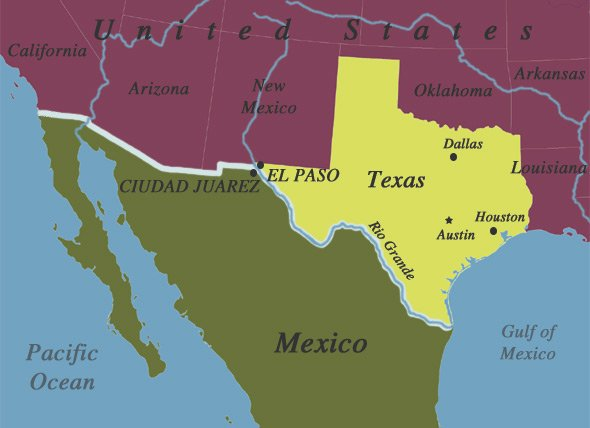 United States
California
Arizona
New
Mexico
Oklahoma
Arkansas
Dallas
Louisiana
EL PASO
CIUDAD JUAREZ
Texas
Houston
Austin
Rio Grande
Mexico
Pacific
Ocean
Gulf of
Mexico